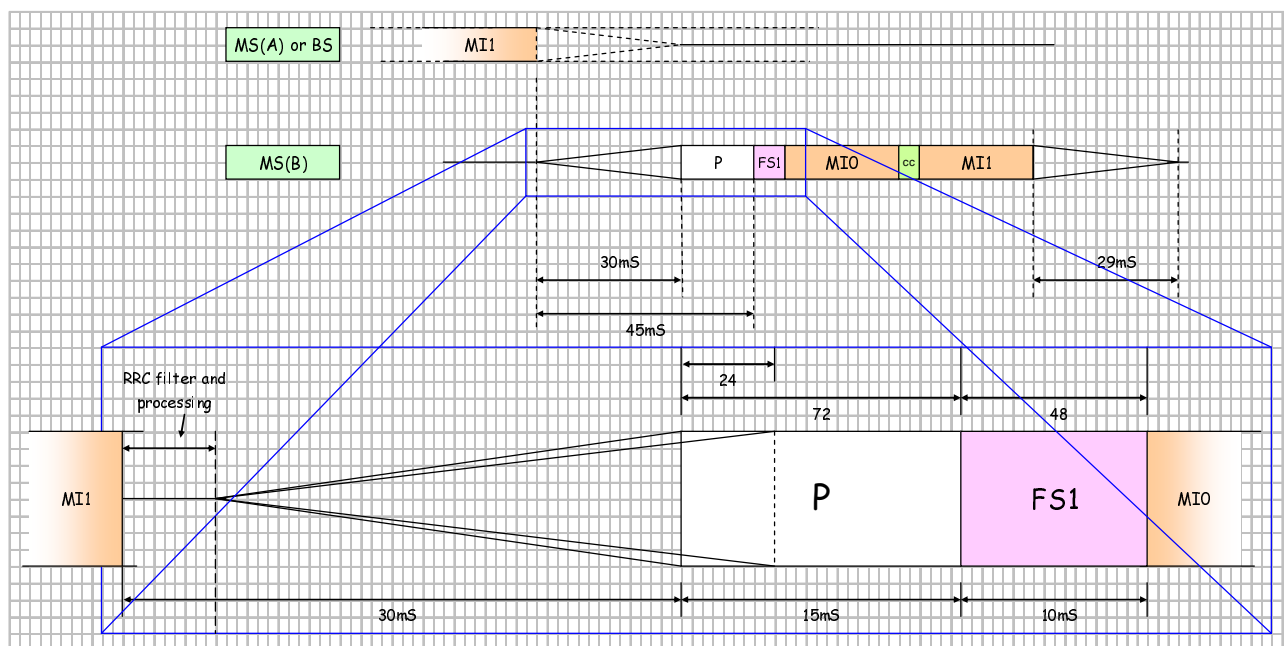 MS(A) or BS
MI1
MS(B)
P
FS1
MI0
cc
MI1
30mS
29mS
45mS
RRC filter and
processing
24
72
48
MI1
P
FS1
MI0
30mS
15mS
10mS